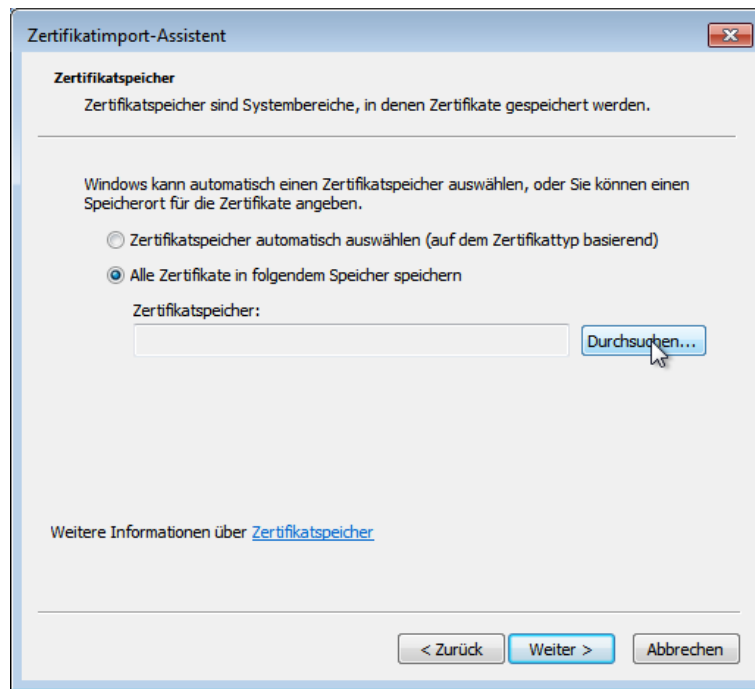 Zertifikatimport-Assistent
Zertifikatspeicher
Zertifikatspeicher sind Systembereiche, in denen Zertifikate gespeichert werden.
Windows kann automatisch einen Zertifikatspeicher auswählen, oder Sie können einen
Speicherort für die Zertifikate angeben.
Zertifikatspeicher automatisch auswählen (auf dem Zertifikattyp basierend)
Alle Zertifikate in folgendem Speicher speichern
Zertifikatspeicher:
Durchsuchen...
Weitere Informationen über Zertifikatspeicher
< Zurück Weiter > Abbrechen